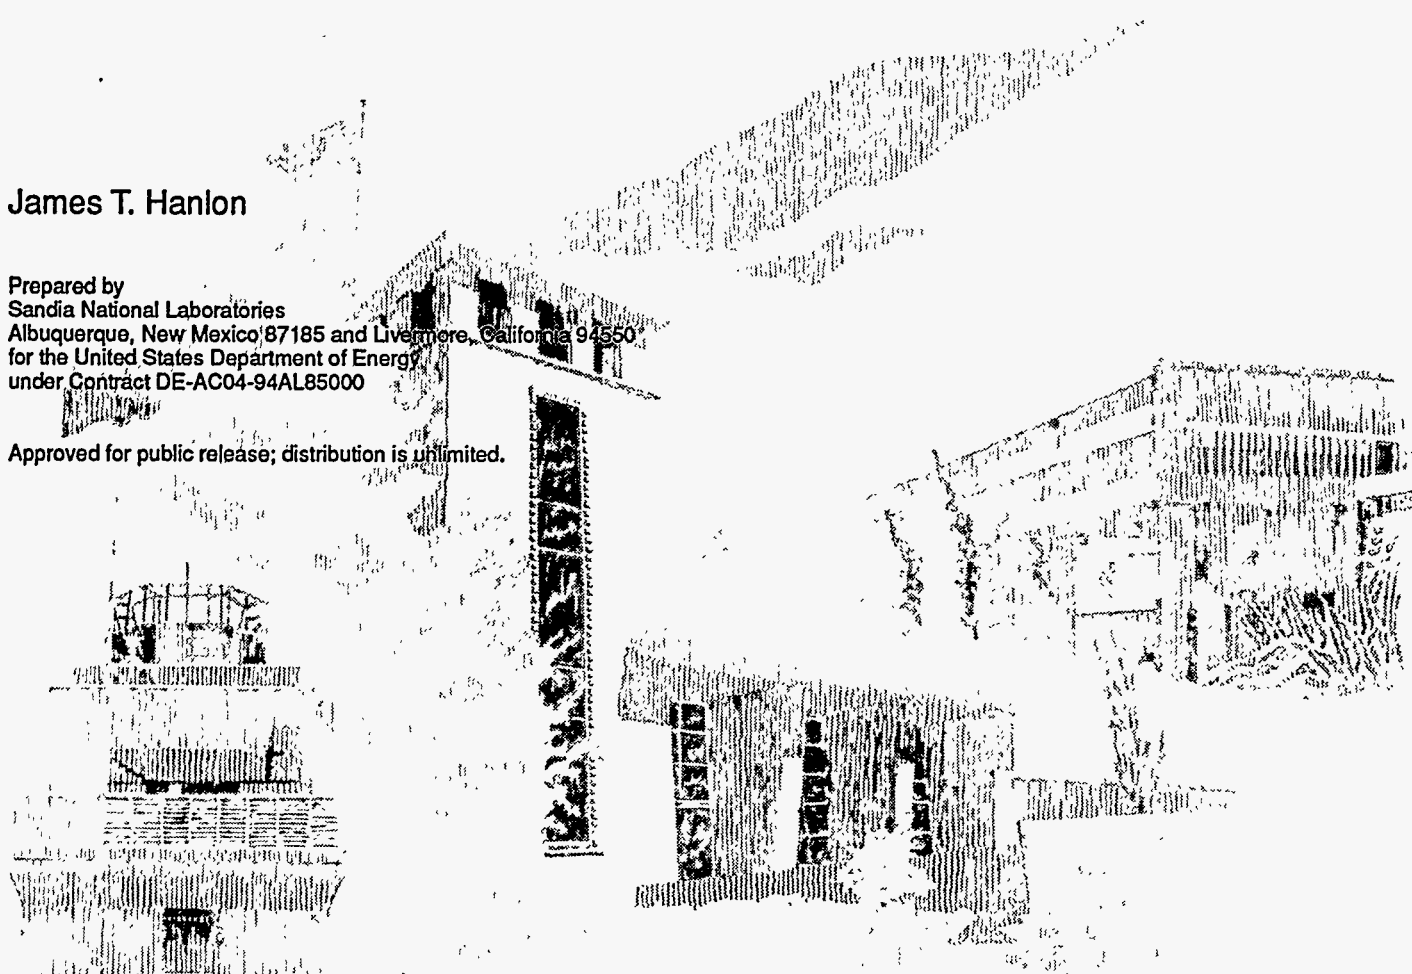 James T. Hanlon
Prepared by
Sandia National Laboratories
Albuquerque, New Mexico 87185 and Livermore, California 94550
for the United States Department of Energy
under Contract DE-AC04-94AL85000
Approved for public release; distribution is unlimited.